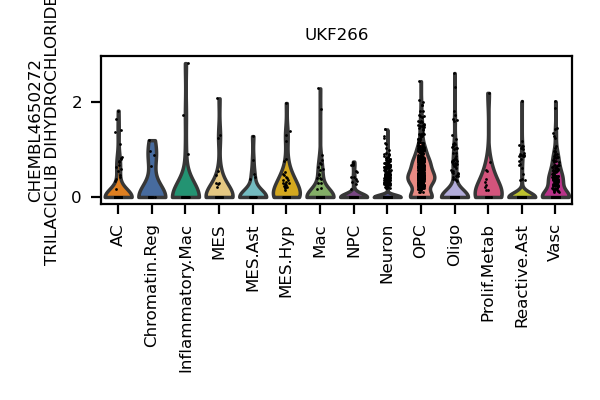 UKF266
CHEMBL4650272
TRILACICLIB DIHYDROCHLORIDE
2
0
AC
Chromatin.Reg
Inflammatory.Mac
MES
MES.Ast
MES.Hyp
Mac
NPC
Neuron
OPC
Oligo
Prolif.Metab
Reactive.Ast
Vasc